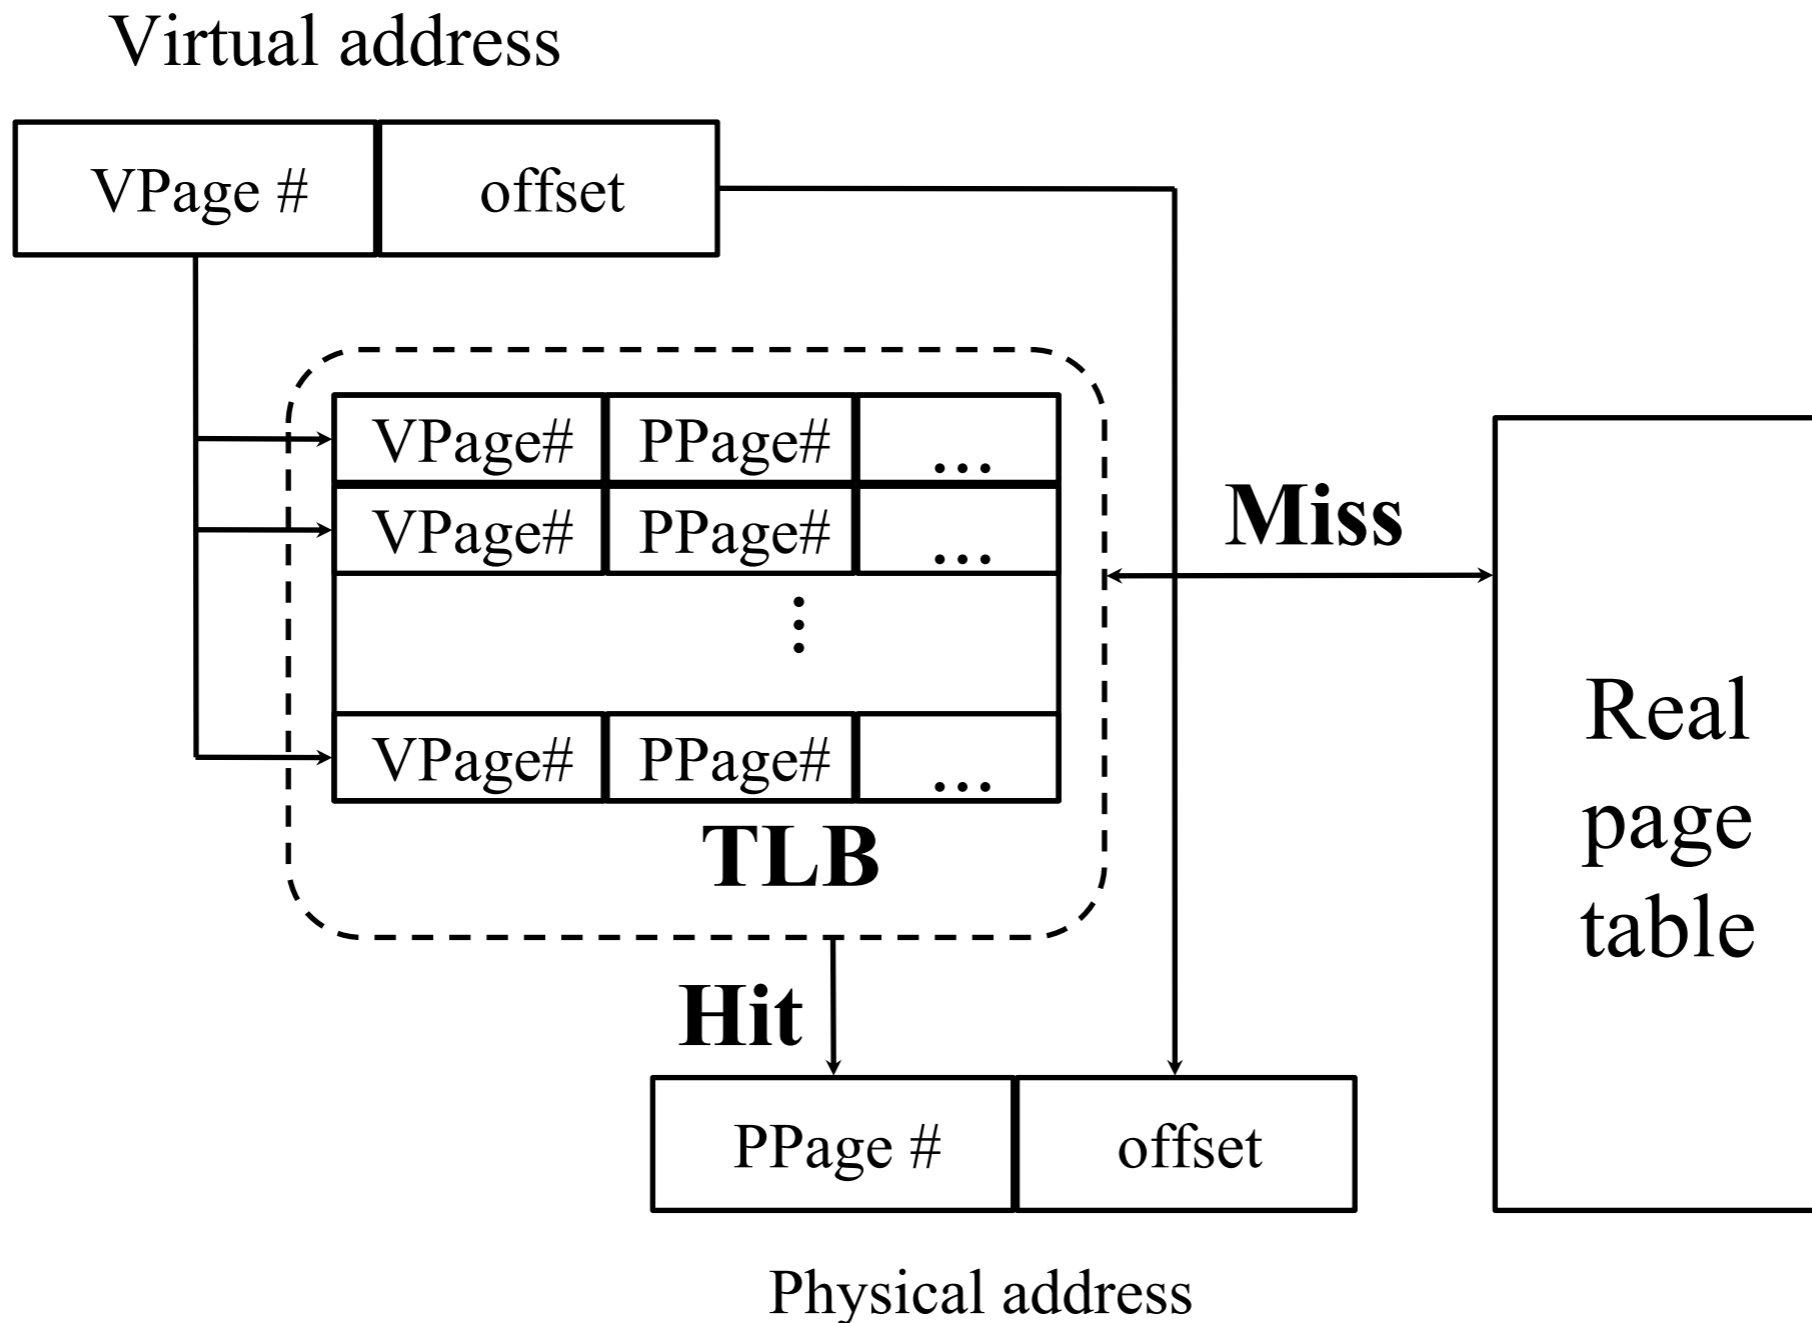 Virtual address
VPage # offset
VPage# PPage# ...
VPage# PPage# ...
Miss
⋮
Real
page
table
VPage# PPage# ...
TLB
Hit
PPage # offset
Physical address